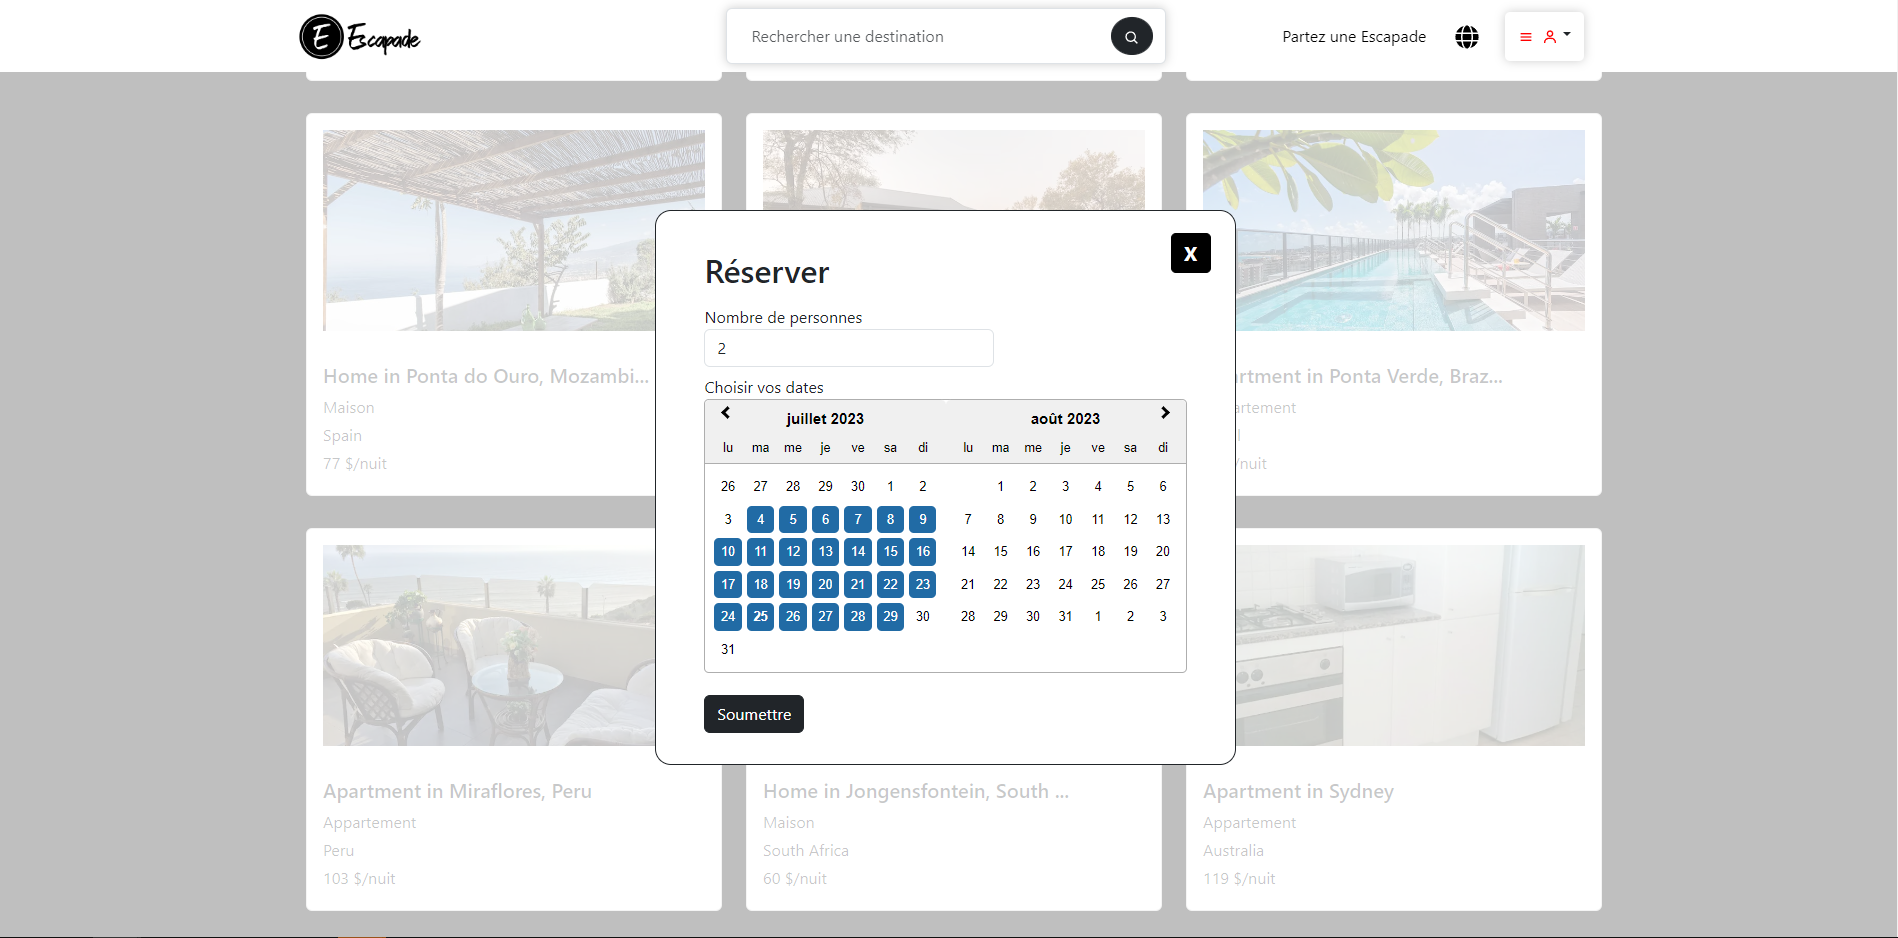 E Escapade
Rechercher une destination
Partez une Escapade
Réserver
X
Nombre de personnes
2
Choisir vos dates
juillet 2023
lu ma me je ve sa di
26 27 28 29 30 1 2
3 4 5 6 7 8 9
10 11 12 13 14 15 16
17 18 19 20 21 22 23
24 25 26 27 28 29 30
31
août 2023
lu ma me je ve sa di
1 2 3 4 5 6
7 8 9 10 11 12 13
14 15 16 17 18 19 20
21 22 23 24 25 26 27
28 29 30 31 1 2 3
Soumettre
Home in Ponta do Ouro, Mozambi...
Maison
Spain
77 $/nuit
rtment in Ponta Verde, Braz...
artement
l
/nuit
Apartment in Miraflores, Peru
Appartement
Peru
103 $/nuit
Home in Jongensfontein, South ...
Maison
South Africa
60 $/nuit
Apartment in Sydney
Appartement
Australia
119 $/nuit